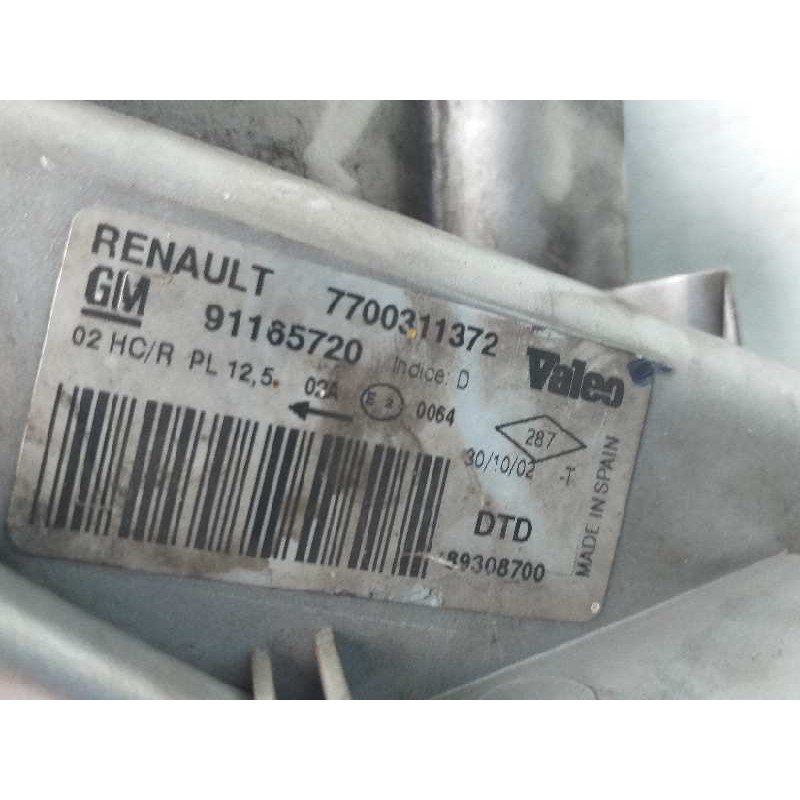 RENAULT 7700311372
GM 91165720 Indice: D Valeo
02 HC/R PL 12,5 03A E 2 0064
287
30/10/02 -T
DTD
89308700
MADE IN SPAIN